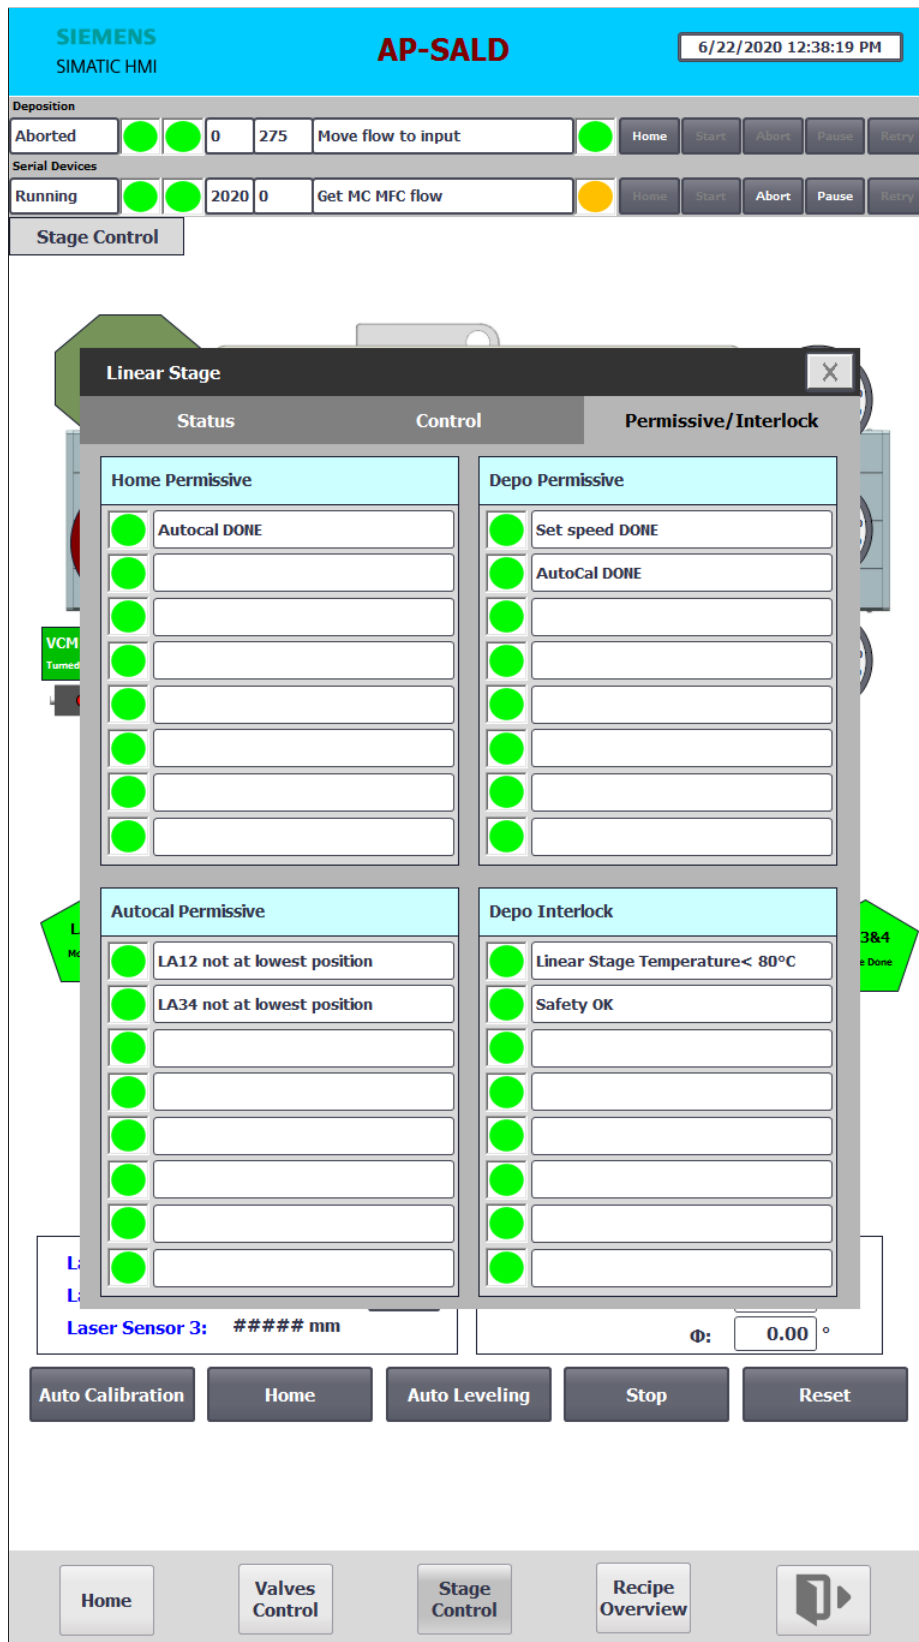 SIEMENS
SIMATIC HMI
AP-SALD
6/22/2020 12:38:19 PM
Deposition
Aborted 0 275 Move flow to input Home Start Abort Pause Retry
Serial Devices
Running 2020 0 Get MC MFC flow Home Start Abort Pause Retry
Stage Control
Linear Stage X
Status Control Permissive/Interlock
Home Permissive
Autocal DONE
Depo Permissive
Set speed DONE
AutoCal DONE
VCM
Autocal Permissive
LA12 not at lowest position
LA34 not at lowest position
Depo Interlock
Linear Stage Temperature< 80°C
Safety OK
3&4
Done
Laser Sensor 3: ##### mm
Φ: 0.00 °
Auto Calibration Home Auto Leveling Stop Reset
Home
Valves
Control
Stage
Control
Recipe
Overview